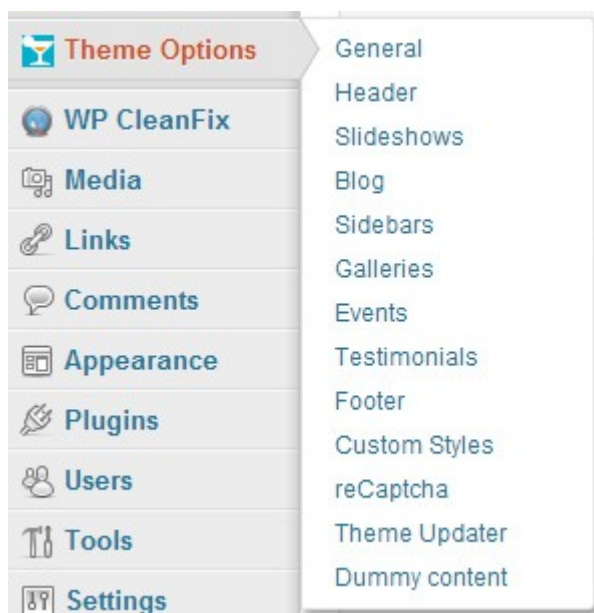 Theme Options
WP CleanFix
Media
Links
Comments
Appearance
Plugins
Users
Tools
Settings
General
Header
Slideshows
Blog
Sidebars
Galleries
Events
Testimonials
Footer
Custom Styles
reCaptcha
Theme Updater
Dummy content